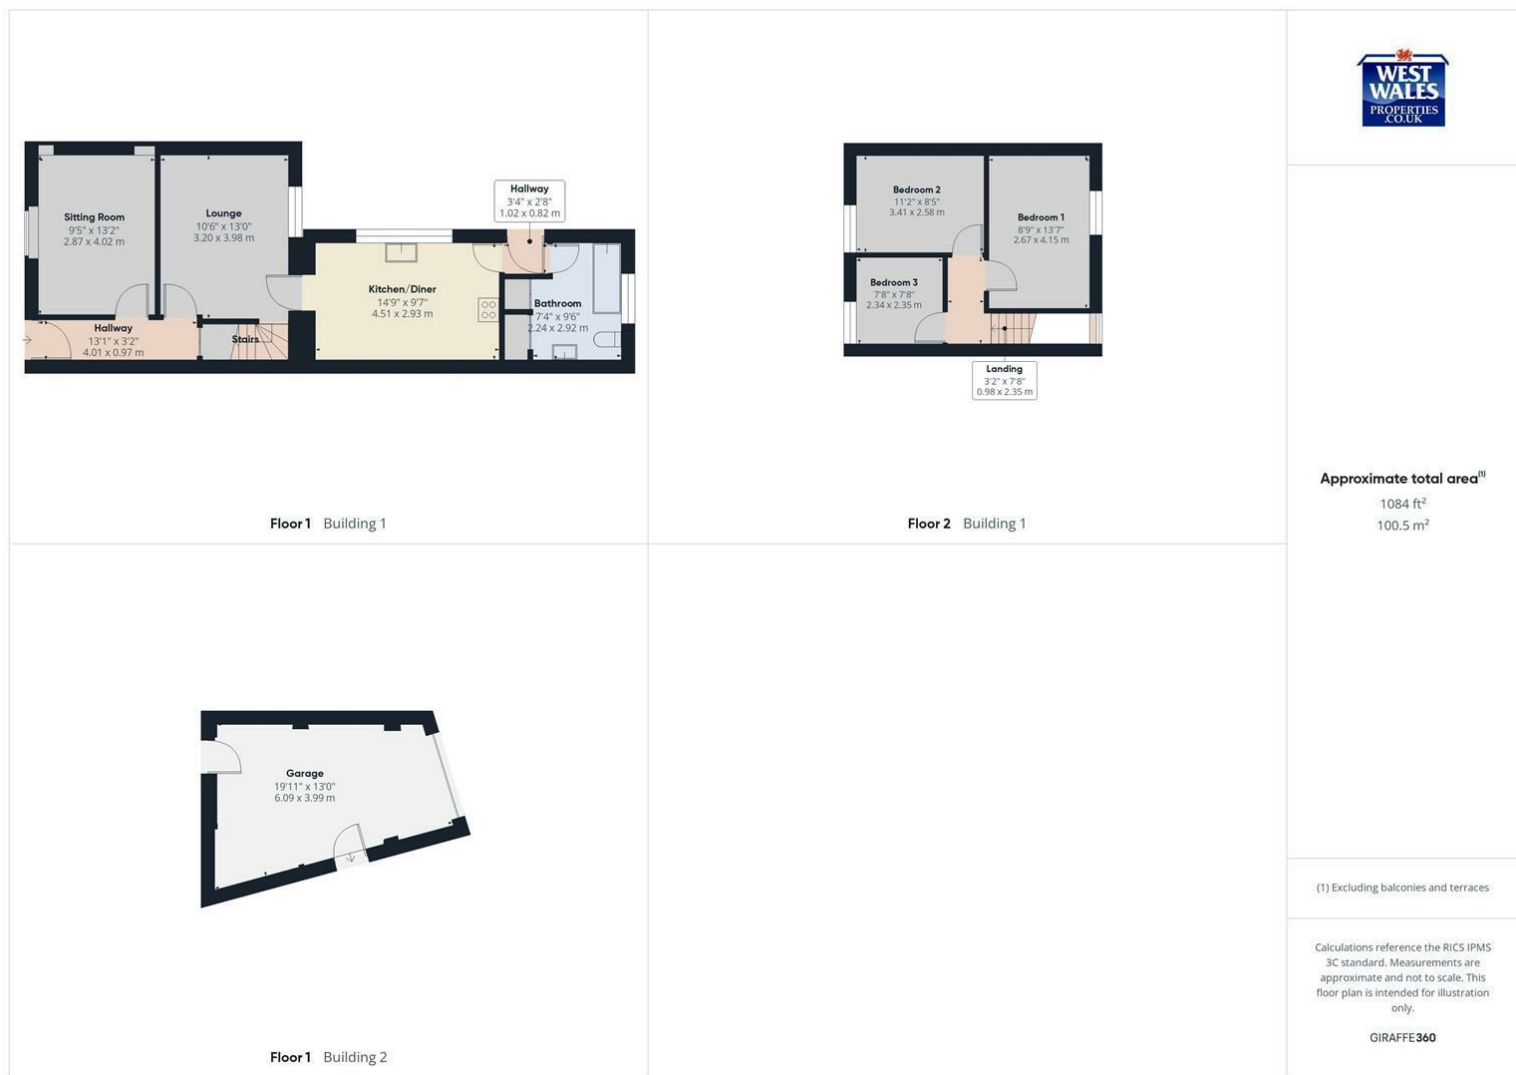 Sitting Room
9'5" x 13'2"
2.87 x 4.02 m
Lounge
10'6" x 13'0"
3.20 x 3.98 m
Hallway
3'4" x 2'8"
1.02 x 0.82 m
Kitchen/Diner
14'9" x 9'7"
4.51 x 2.93 m
Bathroom
7'4" x 9'6"
2.24 x 2.92 m
Hallway
13'1" x 3'2"
4.01 x 0.97 m
Stairs
Floor 1 Building 1
Bedroom 2
11'2" x 8'5"
3.41 x 2.58 m
Bedroom 1
8'9" x 13'7"
2.67 x 4.15 m
Bedroom 3
7'8" x 7'8"
2.34 x 2.35 m
Landing
3'2" x 7'8"
0.98 x 2.35 m
Floor 2 Building 1
Garage
19'11" x 13'0"
6.09 x 3.99 m
Floor 1 Building 2
WEST
WALES
PROPERTIES
.CO.UK
Approximate total area(1)
1084 ft²
100.5 m²
(1) Excluding balconies and terraces
Calculations reference the RICS IPMS
3C standard. Measurements are
approximate and not to scale. This
floor plan is intended for illustration
only.
GIRAFFE360